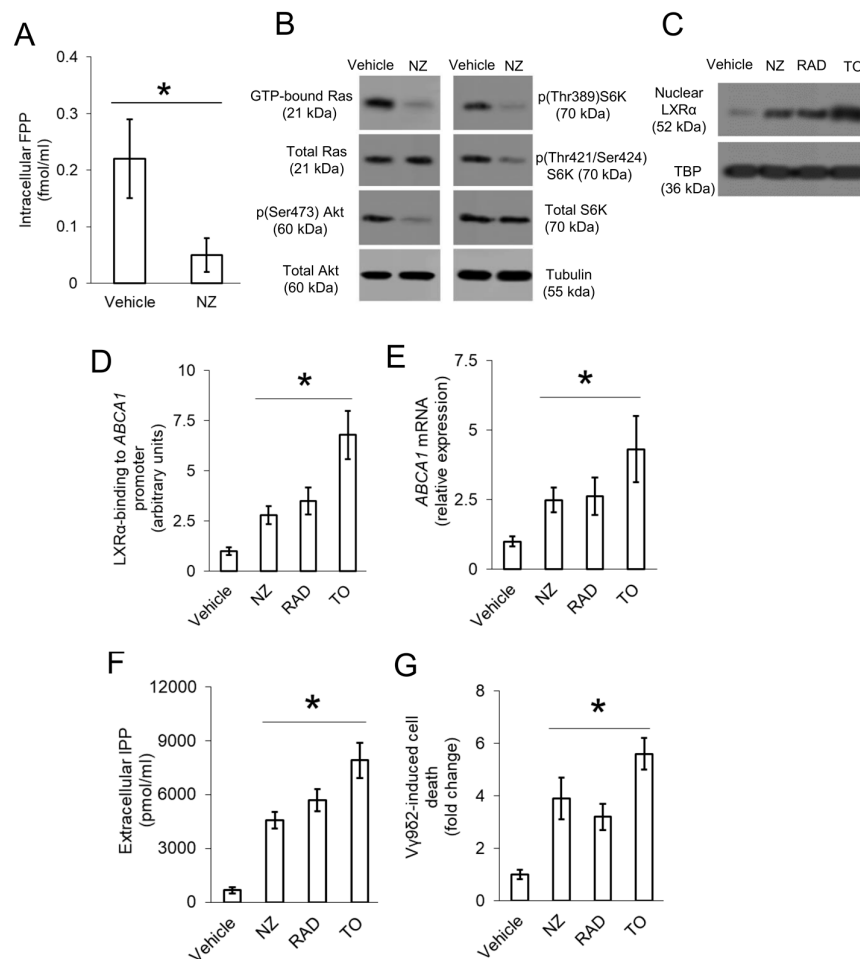 A
Intracellular FPP
(fmol/ml)
0.4
0.3
0.2
0.1
0
*
Vehicle
NZ
B
Vehicle NZ
Vehicle NZ
GTP-bound Ras
(21 kDa)
Total Ras
(21 kDa)
p(Ser473) Akt
(60 kDa)
Total Akt
(60 kDa)
p(Thr389)S6K
(70 kDa)
p(Thr421/Ser424)
S6K (70 kDa)
Total S6K
(70 kDa)
Tubulin
(55 kda)
C
Vehicle NZ RAD TO
Nuclear
LXRα
(52 kDa)
TBP
(36 kDa)
D
LXRα-binding to ABCA1
promoter
(arbitrary units)
10
7.5
5
2.5
0
*
Vehicle
NZ
RAD
TO
E
ABCA1 mRNA
(relative expression)
7.5
5
2.5
0
*
Vehicle
NZ
RAD
TO
F
Extracellular IPP
(pmol/ml)
12000
9000
6000
3000
0
*
Vehicle
NZ
RAD
TO
G
Vγ9δ2-induced cell
death
(fold change)
8
6
4
2
0
*
Vehicle
NZ
RAD
TO